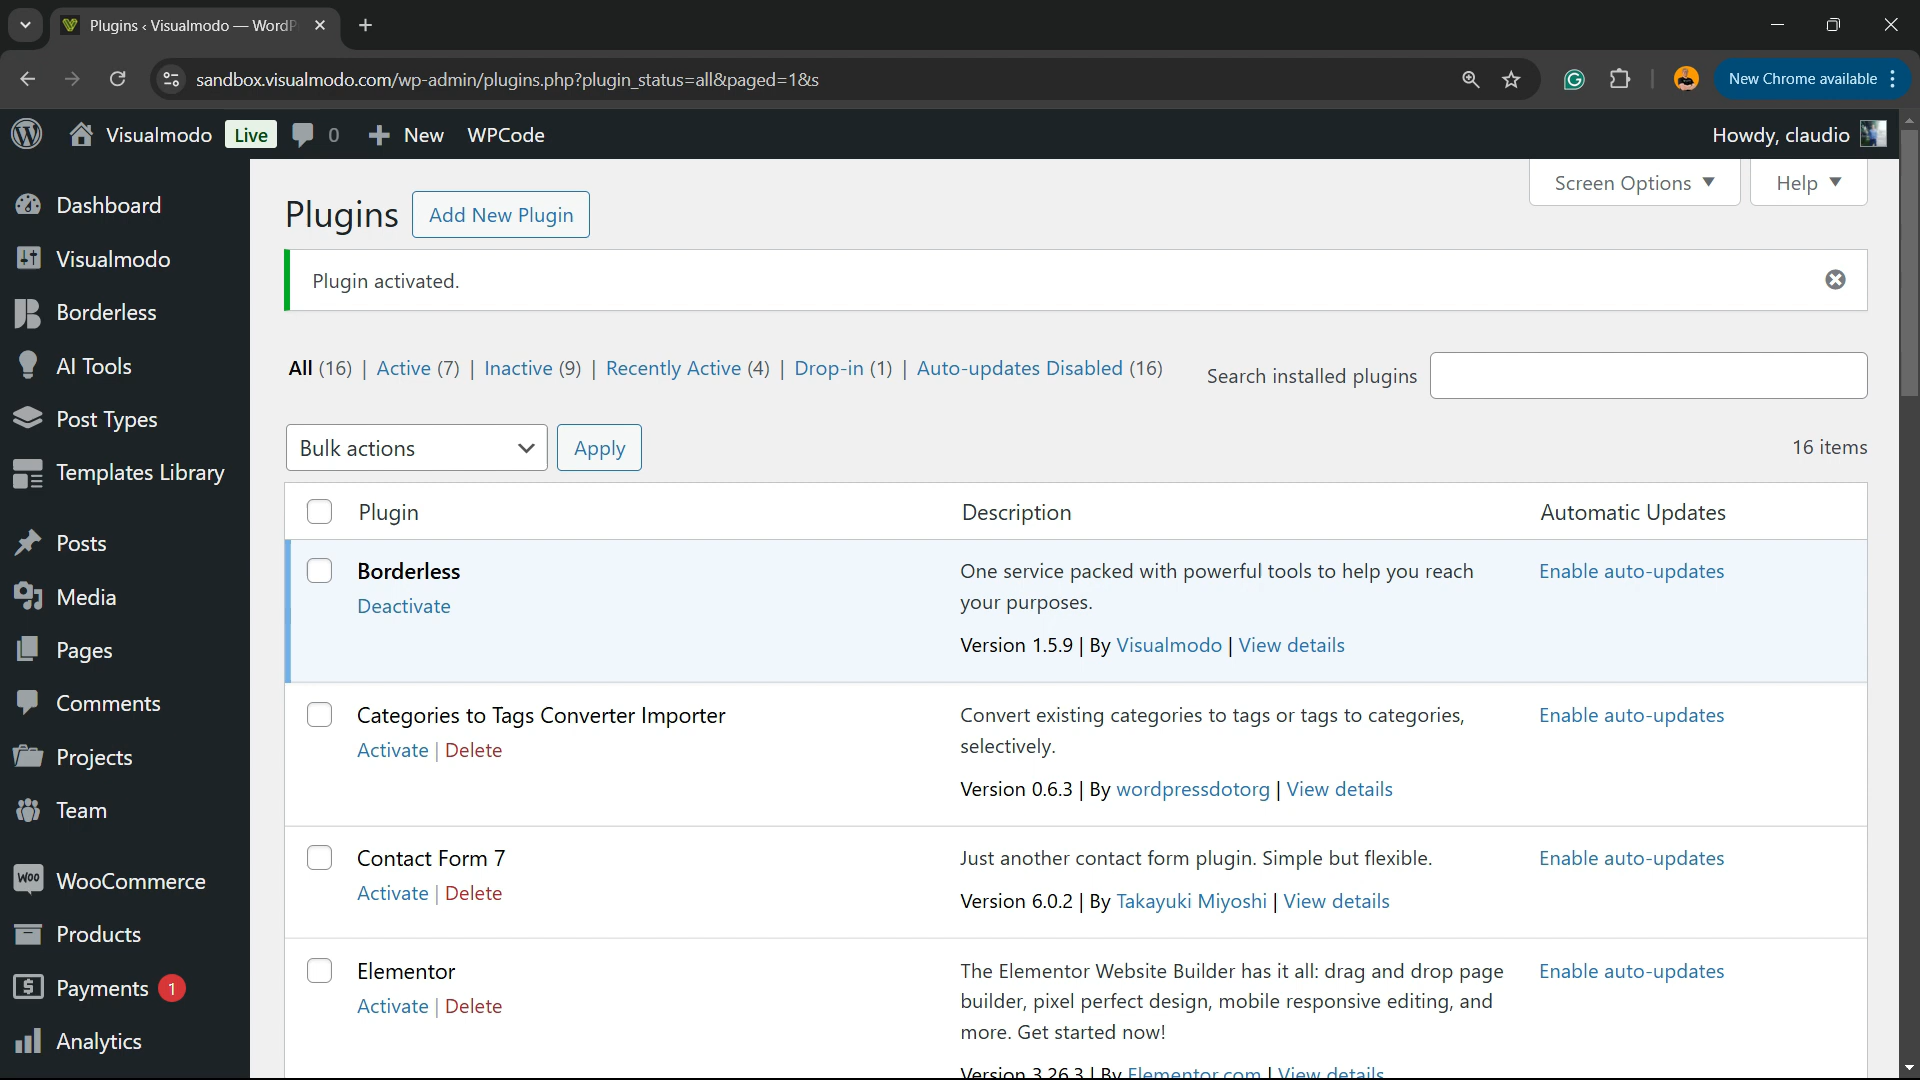 Plugins ‹ Visualmodo — WordP
sandbox.visualmodo.com/wp-admin/plugins.php?plugin_status=all&paged=1&s
New Chrome available
Visualmodo Live 0 New WPCode
Howdy, claudio
Dashboard
Visualmodo
Borderless
AI Tools
Post Types
Templates Library
Posts
Media
Pages
Comments
Projects
Team
WooCommerce
Products
Payments 1
Analytics
Screen Options
Help
Plugins
Add New Plugin
Plugin activated.
All (16) | Active (7) | Inactive (9) | Recently Active (4) | Drop-in (1) | Auto-updates Disabled (16)
Search installed plugins
Bulk actions
Apply
16 items
Plugin Description Automatic Updates
Borderless
Deactivate
One service packed with powerful tools to help you reach
your purposes.
Version 1.5.9 | By Visualmodo | View details
Enable auto-updates
Categories to Tags Converter Importer
Activate | Delete
Convert existing categories to tags or tags to categories,
selectively.
Version 0.6.3 | By wordpressdotorg | View details
Enable auto-updates
Contact Form 7
Activate | Delete
Just another contact form plugin. Simple but flexible.
Version 6.0.2 | By Takayuki Miyoshi | View details
Enable auto-updates
Elementor
Activate | Delete
The Elementor Website Builder has it all: drag and drop page
builder, pixel perfect design, mobile responsive editing, and
more. Get started now!
Version 3.26.3 | By Elementor.com | View details
Enable auto-updates